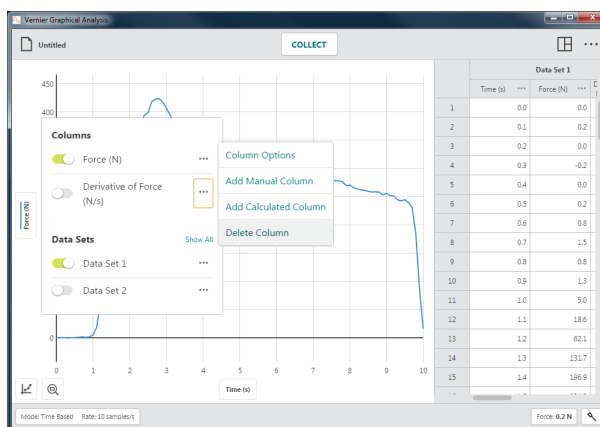 Vernier Graphical Analysis
Untitled
COLLECT
Data Set 1
Time (s) ••• Force (N) •••
1 0.0 0.0
2 0.1 0.2
3 0.2 0.0
4 0.3 -0.2
5 0.4 0.0
6 0.5 0.2
7 0.6 0.8
8 0.7 1.5
9 0.8 0.8
10 0.9 1.3
11 1.0 5.0
12 1.1 18.6
13 1.2 62.1
14 1.3 131.7
15 1.4 196.9
450
400
0
Force (N)
Columns
Force (N) •••
Derivative of Force •••
(N/s)
Data Sets Show All
Data Set 1 •••
Data Set 2 •••
Column Options
Add Manual Column
Add Calculated Column
Delete Column
0 1 2 3 4 5 6 7 8 9 10
Time (s)
Mode: Time Based Rate: 10 samples/s
Force: 0.2 N